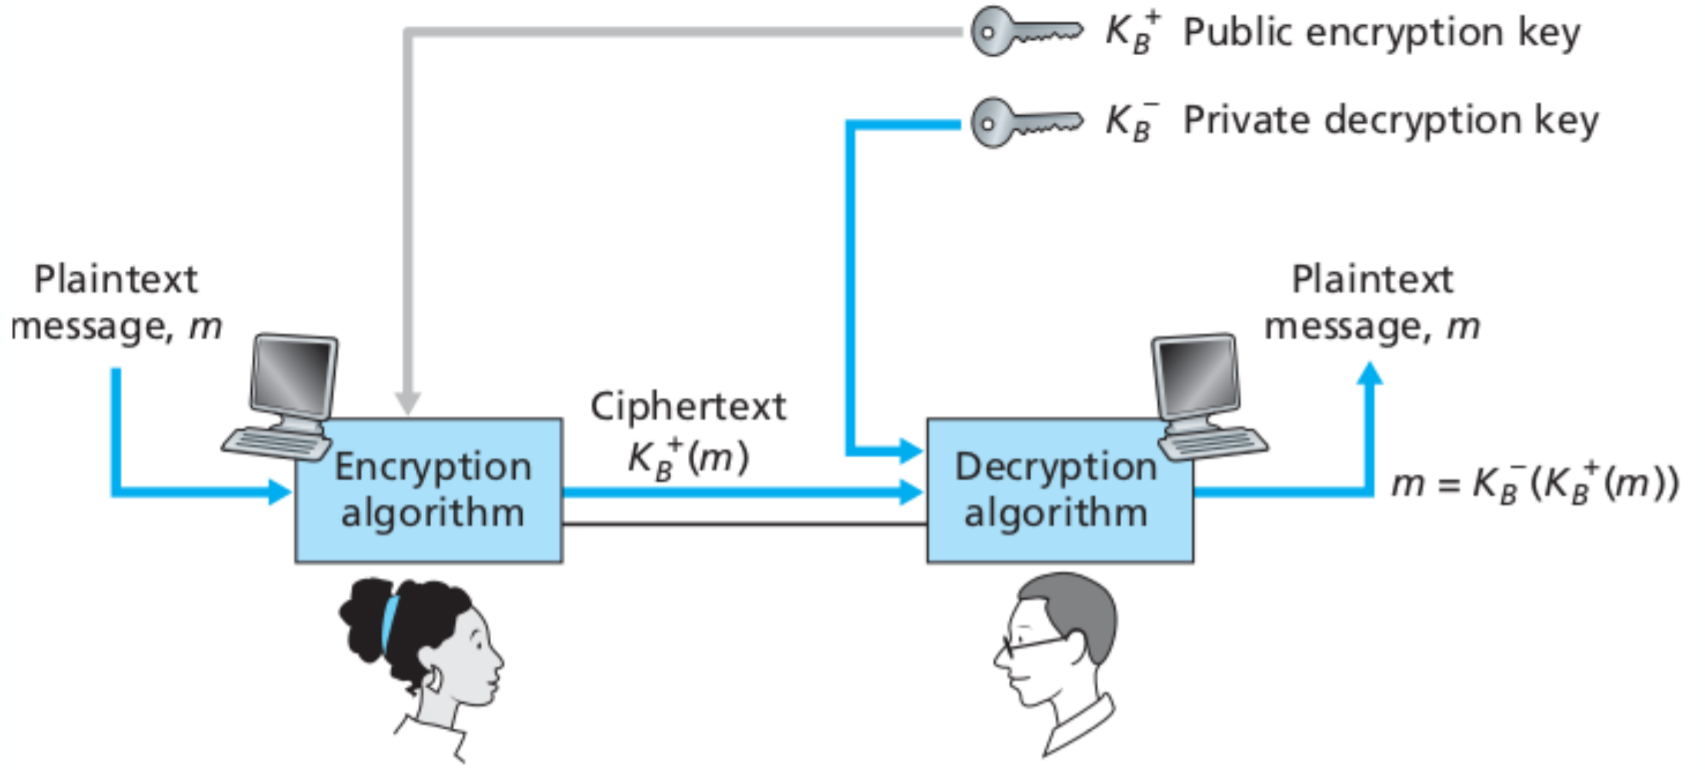 K_B^+ Public encryption key
K_B^- Private decryption key
Plaintext
message, m
Plaintext
message, m
Ciphertext
K_B^+(m)
Encryption
algorithm
Decryption
algorithm
m = K_B^-(K_B^+(m))